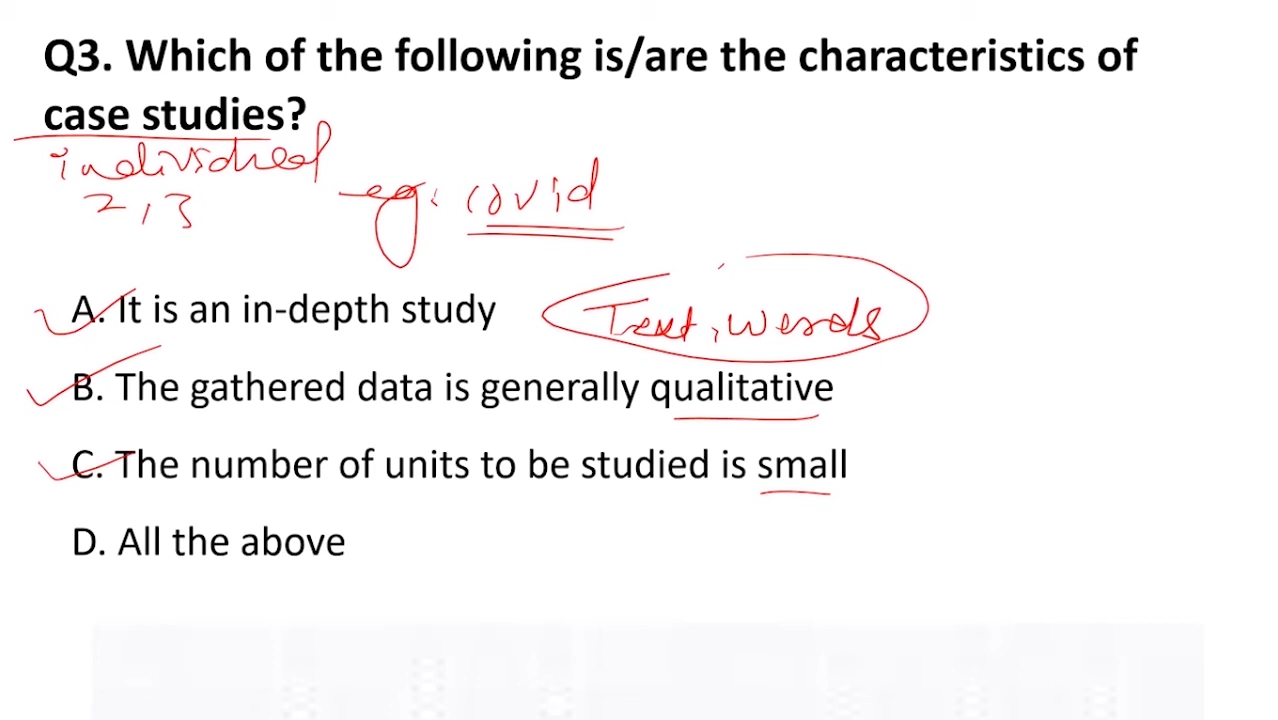 Q3. Which of the following is/are the characteristics of
case studies?
individual
2, 3
eg: covid
A. It is an in-depth study
Text, words
B. The gathered data is generally qualitative
C. The number of units to be studied is small
D. All the above